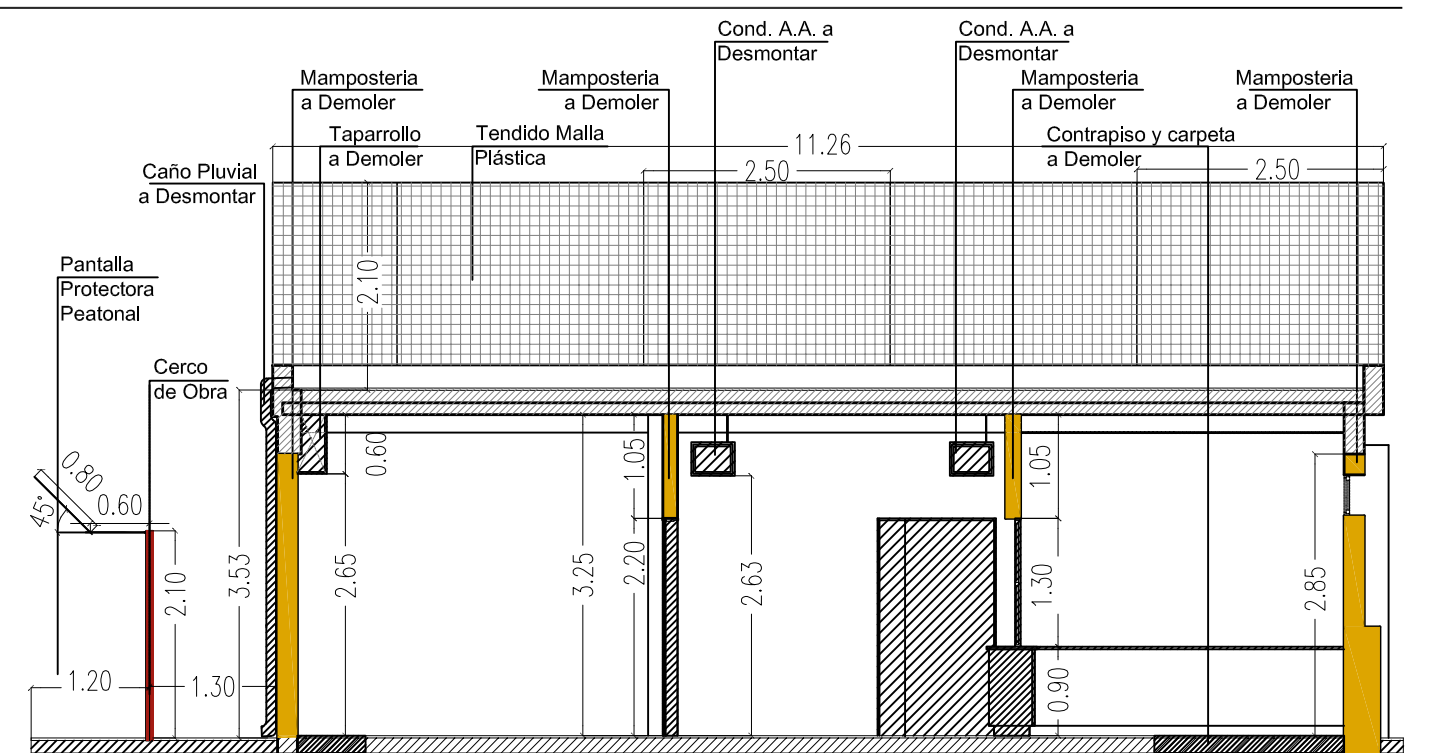 Cond. A.A. a
Desmontar
Cond. A.A. a
Desmontar
Mamposteria
a Demoler
Mamposteria
a Demoler
Mamposteria
a Demoler
Mamposteria
a Demoler
Taparrollo
a Demoler
Tendido Malla
Plástica
Contrapiso y carpeta
a Demoler
11.26
2.50
2.50
Caño Pluvial
a Desmontar
2.10
Pantalla
Protectora
Peatonal
Cerco
de Obra
0.80
0.60
45°
2.10
3.53
0.60
2.65
3.25
1.05
2.20
2.63
1.05
1.30
0.90
2.85
1.20
1.30